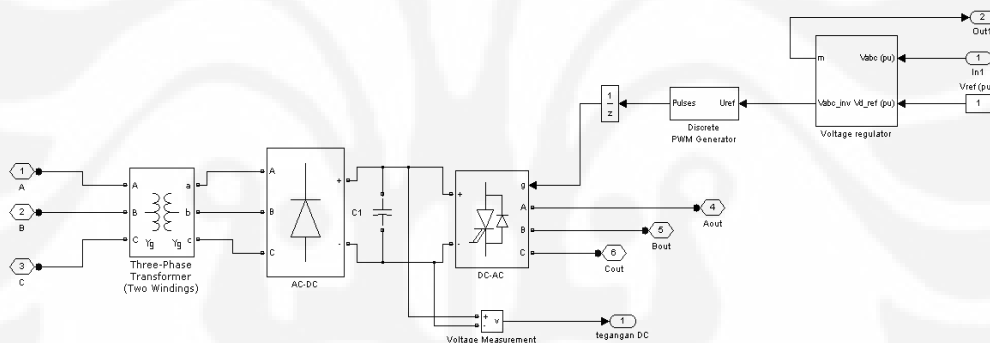 2
Out1
m
Vabc (pu)
1
In1
Vref (pu
Vabc_inv
Vd_ref (pu)
1
Voltage regulator
1
z
Pulses
Uref
Discrete
PWM Generator
1
A
A
a
A
+
2
B
B
b
B
3
C
C
c
C
-
Yg
Yg
Three-Phase
Transformer
(Two Windings)
AC-DC
C1
+
-
g
A
B
C
DC-AC
4
Aout
5
Bout
6
Cout
+
-
v
Voltage Measurement
1
tegangan DC